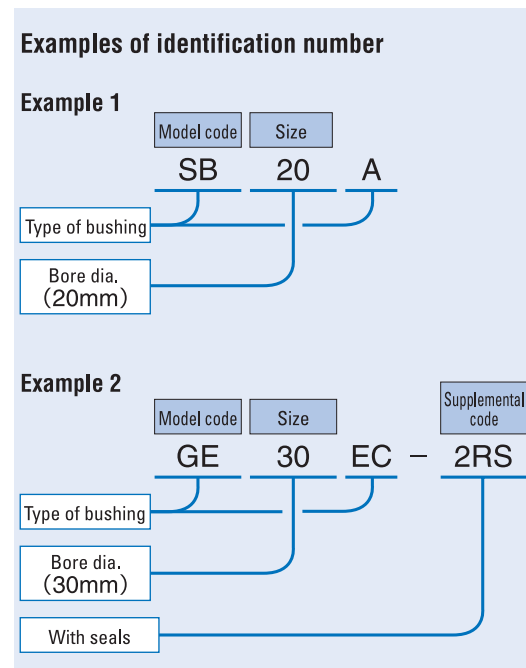 Examples of identification number
Example 1
Model code Size
SB 20 A
Type of bushing
Bore dia.
(20mm)
Example 2
Model code Size Supplemental
code
GE 30 EC – 2RS
Type of bushing
Bore dia.
(30mm)
With seals